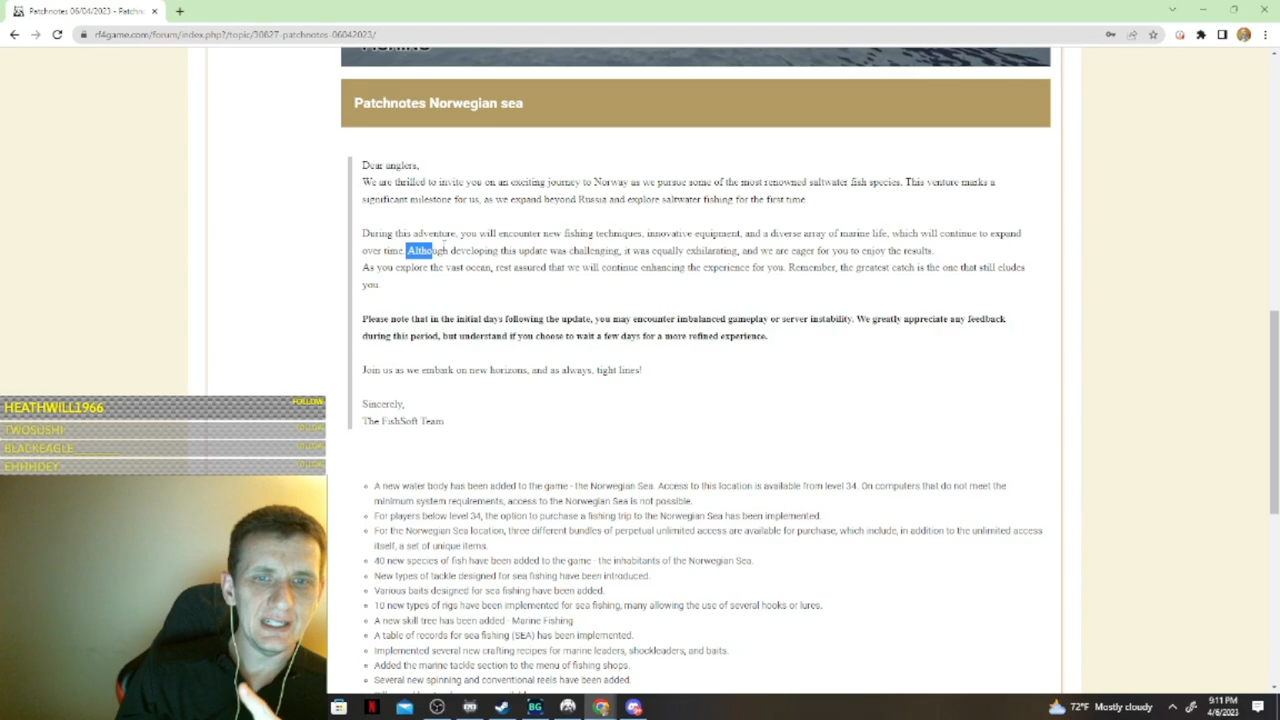 Patchnotes 06/04/2023 - Patchn
rf4game.com/forum/index.php?/topic/30827-patchnotes-06042023/
Patchnotes Norwegian sea
Dear anglers,
We are thrilled to invite you on an exciting journey to Norway as we pursue some of the most renowned saltwater fish species. This venture marks a
significant milestone for us, as we expand beyond Russia and explore saltwater fishing for the first time.
During this adventure, you will encounter new fishing techniques, innovative equipment, and a diverse array of marine life, which will continue to expand
over time. Although developing this update was challenging, it was equally exhilarating, and we are eager for you to enjoy the results.
As you explore the vast ocean, rest assured that we will continue enhancing the experience for you. Remember, the greatest catch is the one that still eludes
you.
Please note that in the initial days following the update, you may encounter imbalanced gameplay or server instability. We greatly appreciate any feedback
during this period, but understand if you choose to wait a few days for a more refined experience.
Join us as we embark on new horizons, and as always, tight lines!
Sincerely,
The FishSoft Team
HEATHWILL1966 FOLLOW
TWOSUSHI FOLLOW
BLACKEAGLE FOLLOW
EHHHDEY FOLLOW
A new water body has been added to the game - the Norwegian Sea. Access to this location is available from level 34. On computers that do not meet the
minimum system requirements, access to the Norwegian Sea is not possible.
For players below level 34, the option to purchase a fishing trip to the Norwegian Sea has been implemented.
For the Norwegian Sea location, three different bundles of perpetual unlimited access are available for purchase, which include, in addition to the unlimited access
itself, a set of unique items.
40 new species of fish have been added to the game - the inhabitants of the Norwegian Sea.
New types of tackle designed for sea fishing have been introduced.
Various baits designed for sea fishing have been added.
10 new types of rigs have been implemented for sea fishing, many allowing the use of several hooks or lures.
A new skill tree has been added - Marine Fishing
A table of records for sea fishing (SEA) has been implemented.
Implemented several new crafting recipes for marine leaders, shockleaders, and baits.
Added the marine tackle section to the menu of fishing shops.
Several new spinning and conventional reels have been added.
BG
72°F Mostly cloudy
9:11 PM
4/6/2023